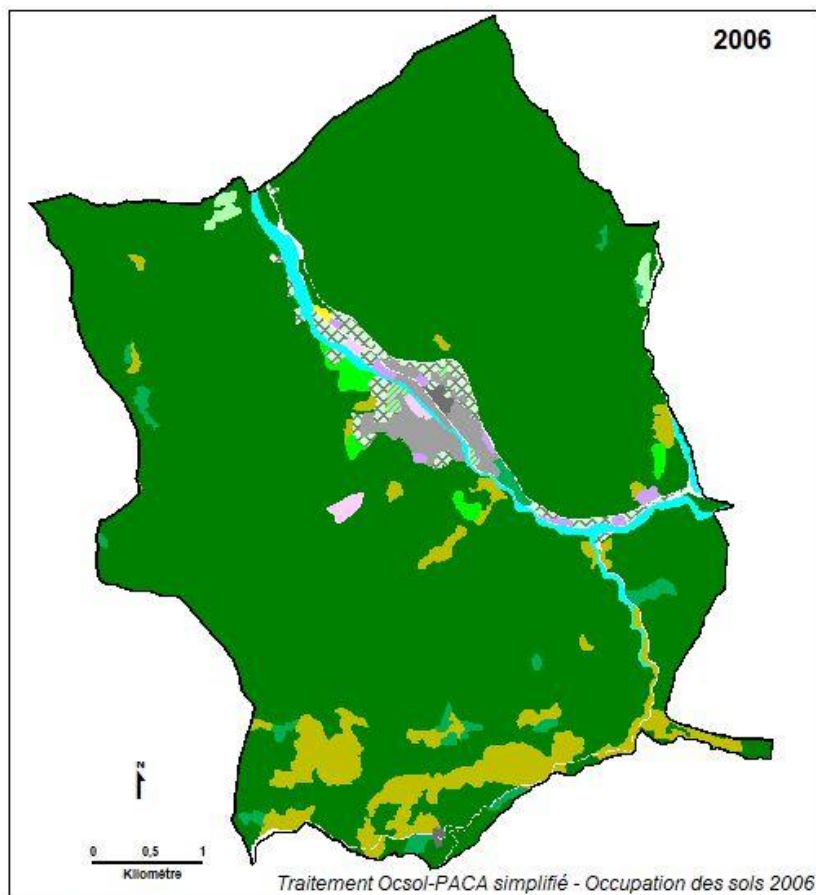 2006
N
0 0,5 1
Kilomètre
Traitement Ocsol-PACA simplifié - Occupation des sols 2006